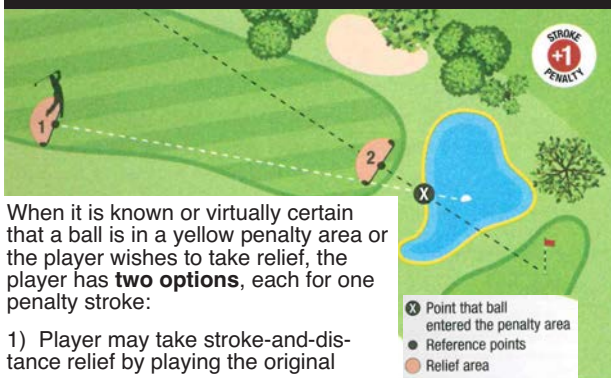 STROKE
+1
PENALTY
1
2
X
When it is known or virtually certain
that a ball is in a yellow penalty area or
the player wishes to take relief, the
player has two options, each for one
penalty stroke:
1) Player may take stroke-and-dis-
tance relief by playing the original
X Point that ball
entered the penalty area
Reference points
Relief area